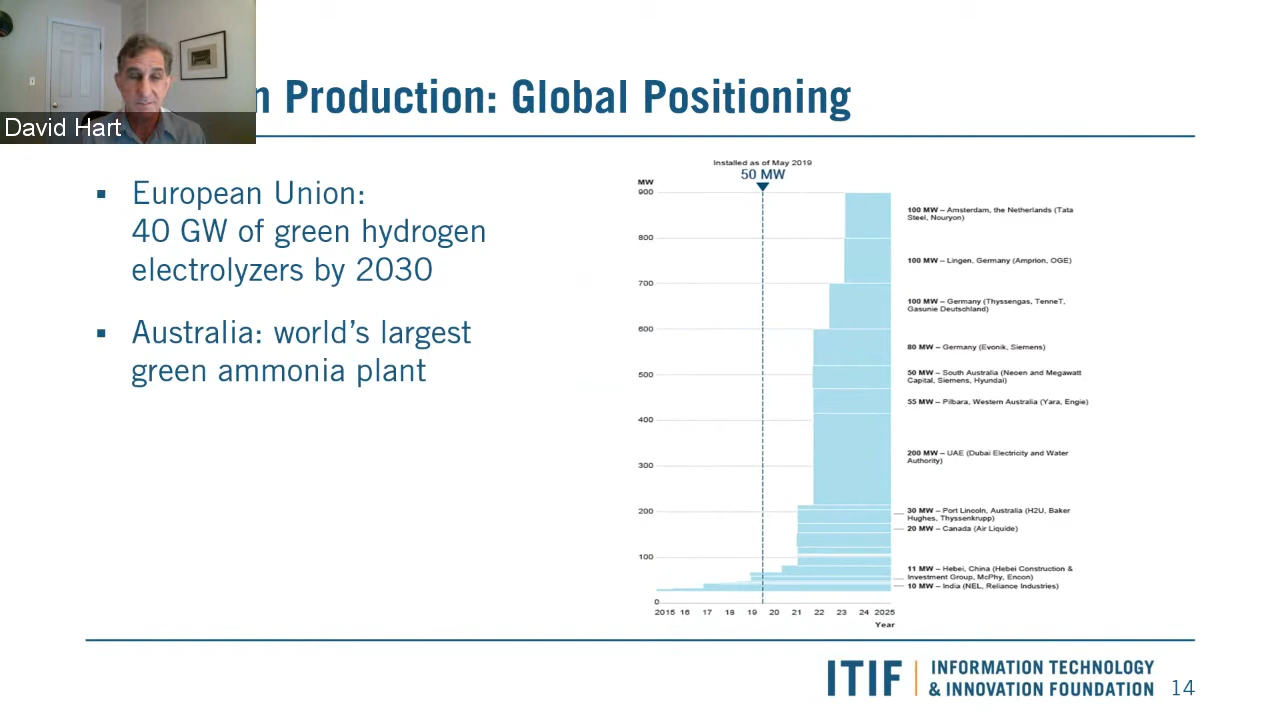 David Hart
n Production: Global Positioning
▪ European Union:
40 GW of green hydrogen
electrolyzers by 2030
▪ Australia: world's largest
green ammonia plant
Installed as of May 2019
50 MW
MW
900
800
700
600
500
400
300
200
100
0
2015 16 17 18 19 20 21 22 23 24 2025
Year
100 MW – Amsterdam, the Netherlands (Tata
Steel, Nouryon)
100 MW – Lingen, Germany (Amprion, OGE)
100 MW – Germany (Thyssengas, TenneT,
Gasunie Deutschland)
80 MW – Germany (Evonik, Siemens)
50 MW – South Australia (Neoen and Megawatt
Capital, Siemens, Hyundai)
55 MW – Pilbara, Western Australia (Yara, Engie)
200 MW – UAE (Dubai Electricity and Water
Authority)
30 MW – Port Lincoln, Australia (H2U, Baker
Hughes, Thyssenkrupp)
20 MW – Canada (Air Liquide)
11 MW – Hebei, China (Hebei Construction &
Investment Group, McPhy, Encon)
10 MW – India (NEL, Reliance Industries)
ITIF | INFORMATION TECHNOLOGY
& INNOVATION FOUNDATION
14